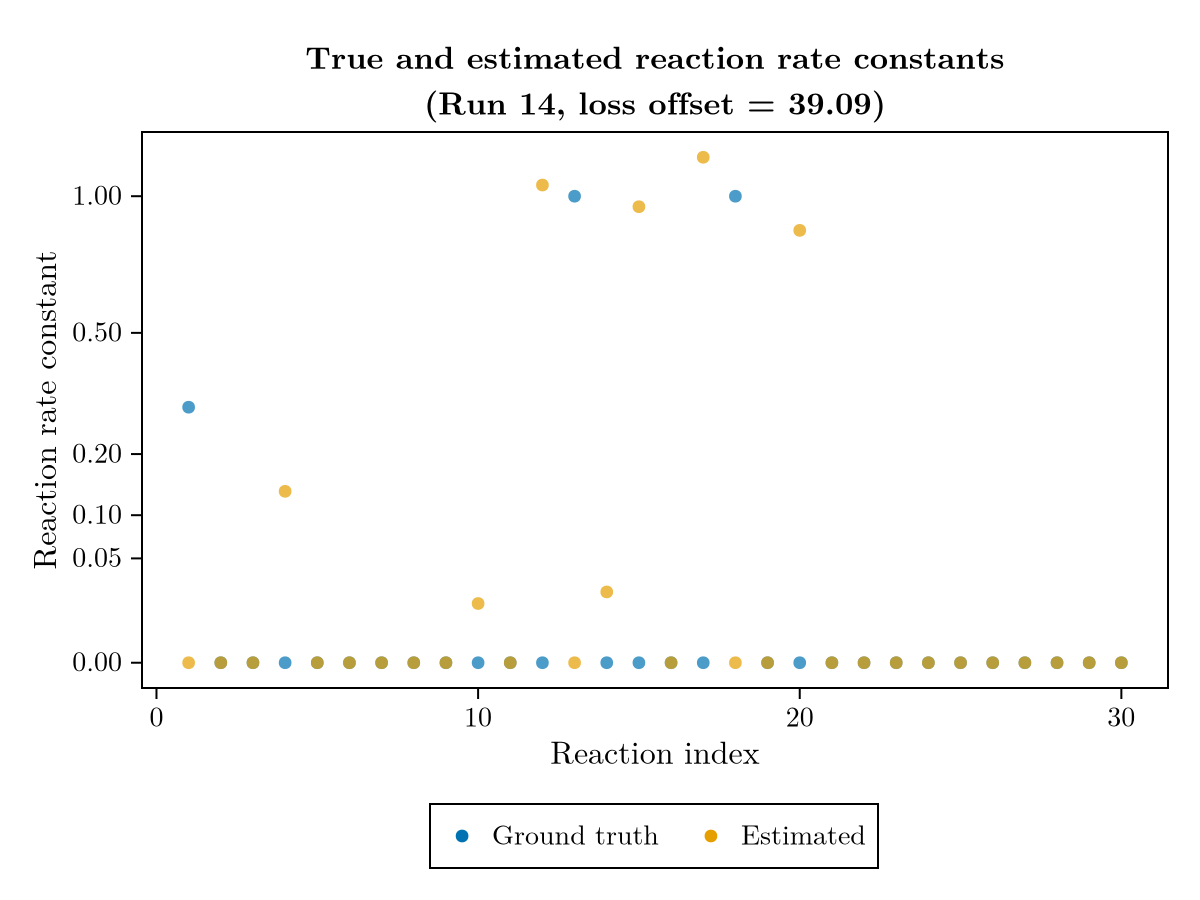 True and estimated reaction rate constants
(Run 14, loss offset = 39.09)
Reaction rate constant
1.00
0.50
0.20
0.10
0.05
0.00
0 10 20 30
Reaction index
Ground truth Estimated